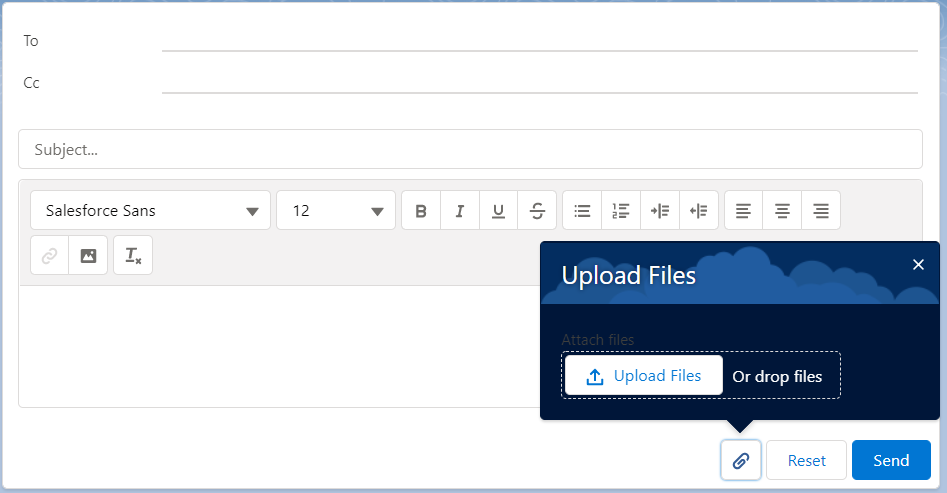 To
Cc
Subject...
Salesforce Sans 12 B I U S
Upload Files
Attach files
Upload Files Or drop files
Reset Send